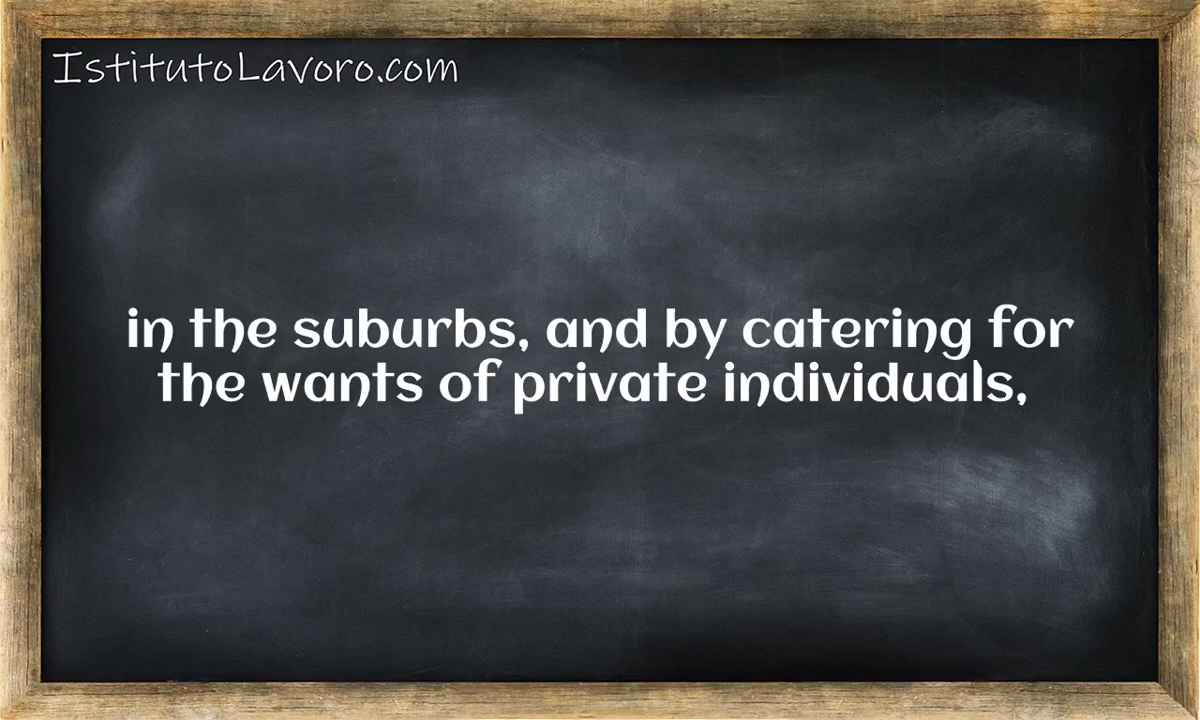 IstitutoLavoro.com
in the suburbs, and by catering for
the wants of private individuals,